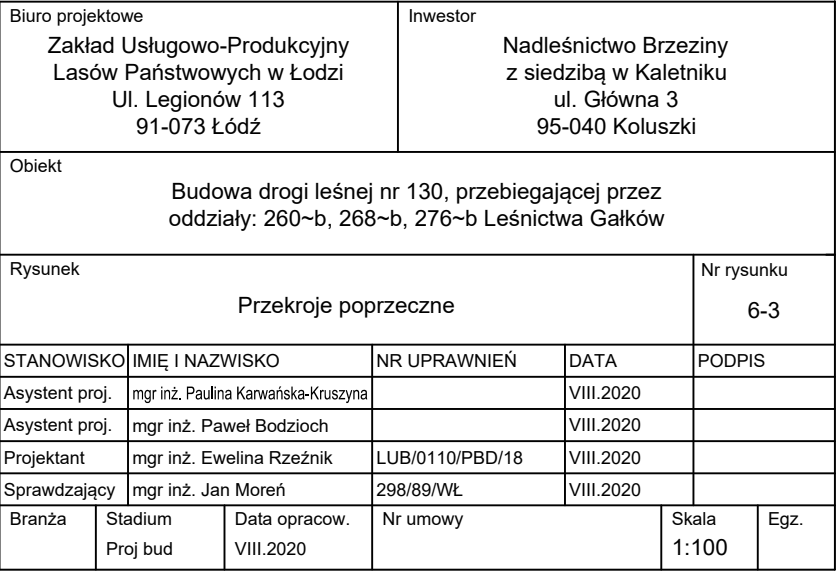 Biuro projektowe
Zakład Usługowo-Produkcyjny
Lasów Państwowych w Łodzi
Ul. Legionów 113
91-073 Łódź
Inwestor
Nadleśnictwo Brzeziny
z siedzibą w Kaletniku
ul. Główna 3
95-040 Koluszki
Obiekt
Budowa drogi leśnej nr 130, przebiegającej przez
oddziały: 260~b, 268~b, 276~b Leśnictwa Gałków
Rysunek
Przekroje poprzeczne
Nr rysunku
6-3
STANOWISKO IMIĘ I NAZWISKO NR UPRAWNIEŃ DATA PODPIS
Asystent proj. mgr inż. Paulina Karwańska-Kruszyna VIII.2020
Asystent proj. mgr inż. Paweł Bodzioch VIII.2020
Projektant mgr inż. Ewelina Rzeźnik LUB/0110/PBD/18 VIII.2020
Sprawdzający mgr inż. Jan Moreń 298/89/WŁ VIII.2020
Branża Stadium Data opracow. Nr umowy Skala Egz.
Proj bud VIII.2020 1:100